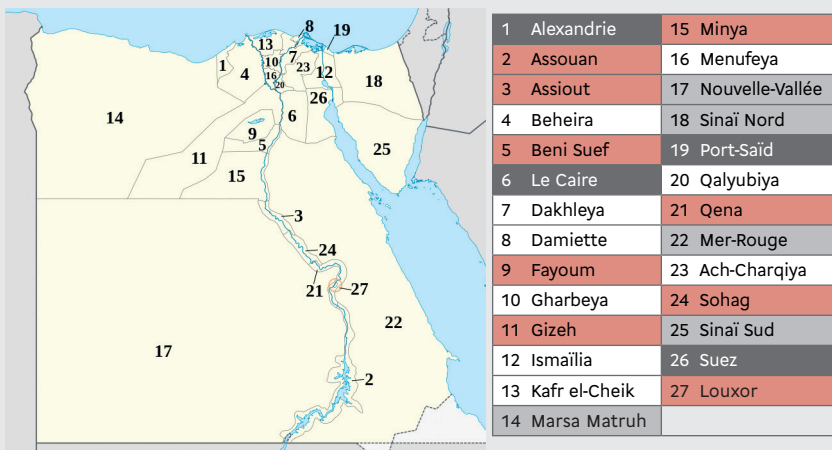 8
19
13
7
1
10
23
12
4
16
18
20
26
14
6
9
5
25
11
15
3
24
21
27
22
17
2
1 Alexandrie
2 Assouan
3 Assiout
4 Beheira
5 Beni Suef
6 Le Caire
7 Dakhleya
8 Damiette
9 Fayoum
10 Gharbeya
11 Gizeh
12 Ismaïlia
13 Kafr el-Cheik
14 Marsa Matruh
15 Minya
16 Menufeya
17 Nouvelle-Vallée
18 Sinaï Nord
19 Port-Saïd
20 Qalyubiya
21 Qena
22 Mer-Rouge
23 Ach-Charqiya
24 Sohag
25 Sinaï Sud
26 Suez
27 Louxor